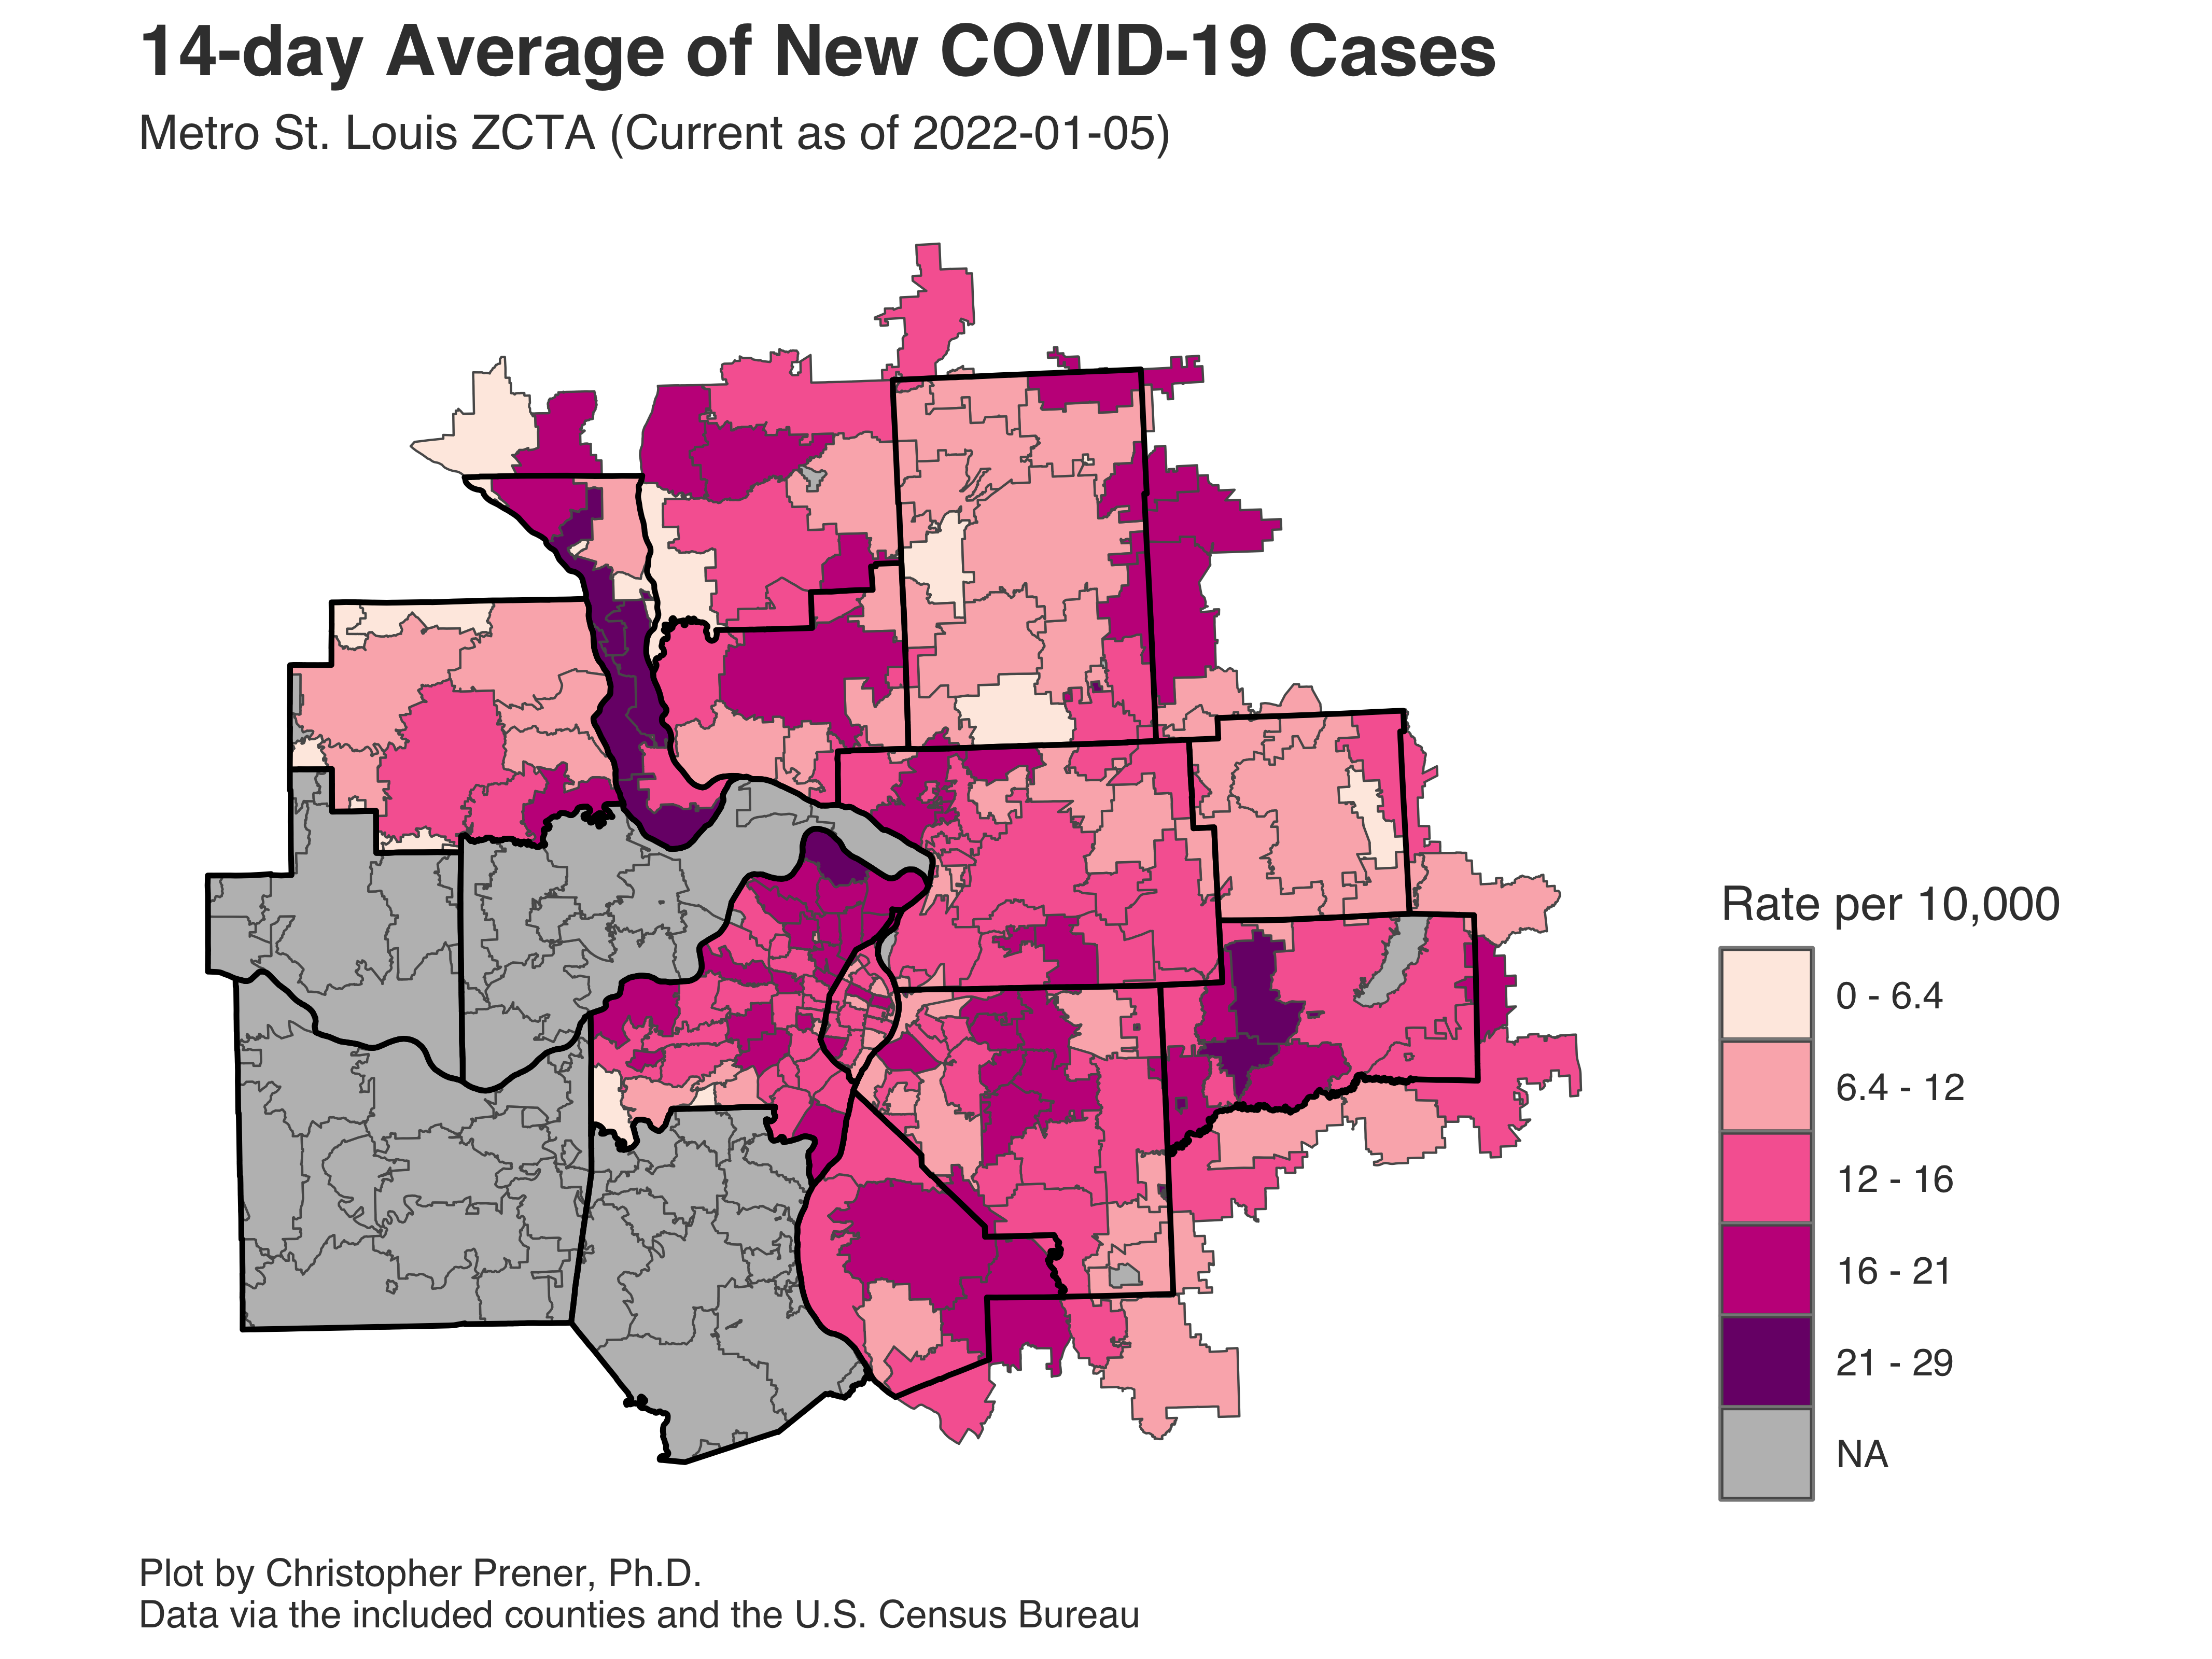 14-day Average of New COVID-19 Cases
Metro St. Louis ZCTA (Current as of 2022-01-05)
Rate per 10,000
0 - 6.4
6.4 - 12
12 - 16
16 - 21
21 - 29
NA
Plot by Christopher Prener, Ph.D.
Data via the included counties and the U.S. Census Bureau